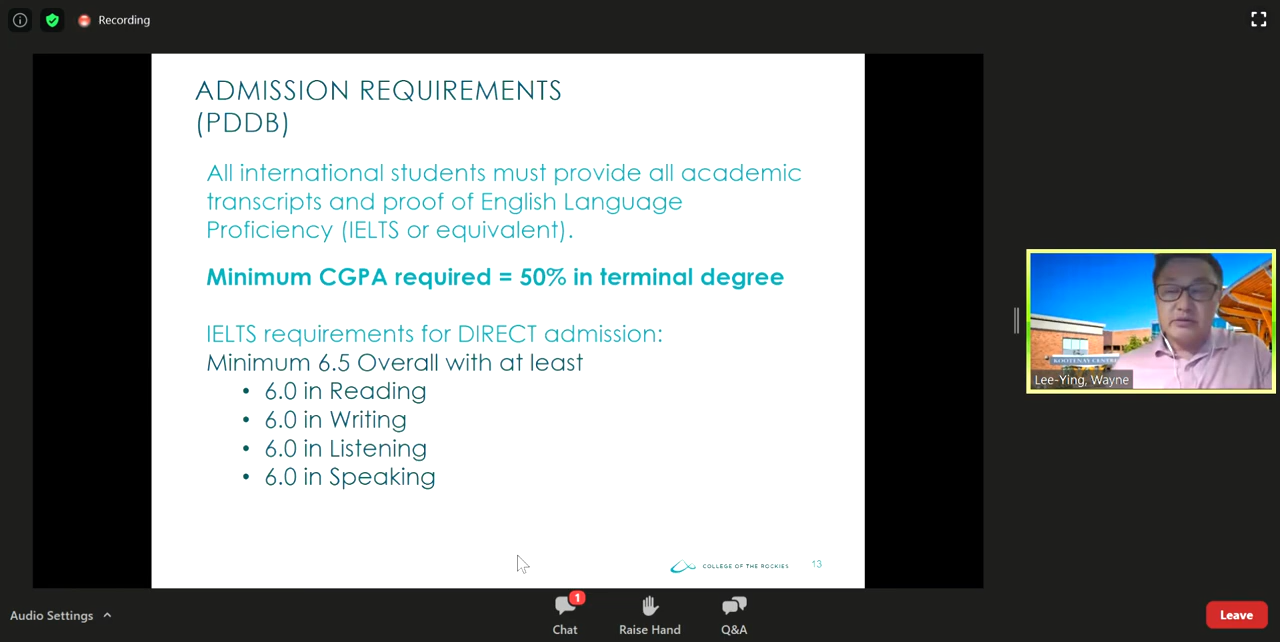 Recording
ADMISSION REQUIREMENTS
(PDDB)
All international students must provide all academic
transcripts and proof of English Language
Proficiency (IELTS or equivalent).
Minimum CGPA required = 50% in terminal degree
IELTS requirements for DIRECT admission:
Minimum 6.5 Overall with at least
• 6.0 in Reading
• 6.0 in Writing
• 6.0 in Listening
• 6.0 in Speaking
COLLEGE OF THE ROCKIES
13
KOOTENAY CENTRE
Lee-Ying, Wayne
Audio Settings
1
Chat
Raise Hand
Q&A
Leave